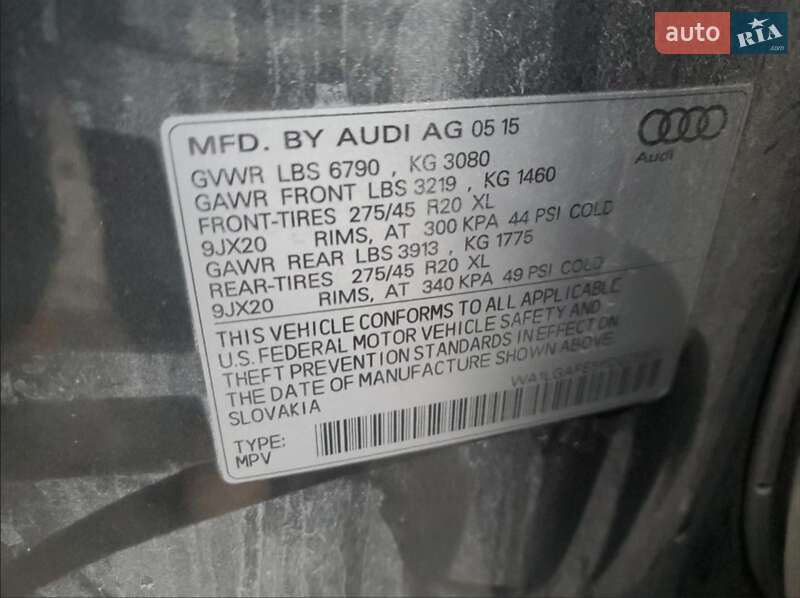 auto RIA .com
MFD. BY AUDI AG 05 15
Audi
GVWR LBS 6790 , KG 3080
GAWR FRONT LBS 3219 , KG 1460
FRONT-TIRES 275/45 R20 XL
9JX20 RIMS, AT 300 KPA 44 PSI COLD
GAWR REAR LBS 3913 , KG 1775
REAR-TIRES 275/45 R20 XL
9JX20 RIMS, AT 340 KPA 49 PSI COLD
THIS VEHICLE CONFORMS TO ALL APPLICABLE
U.S. FEDERAL MOTOR VEHICLE SAFETY AND
THEFT PREVENTION STANDARDS IN EFFECT ON
THE DATE OF MANUFACTURE SHOWN ABOVE.
SLOVAKIA
TYPE:
MPV